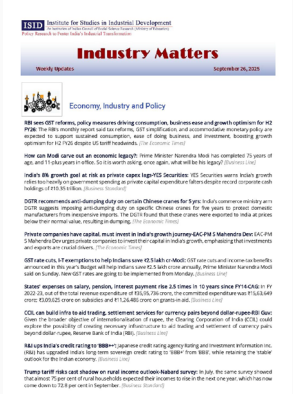 ISID
Institute for Studies in Industrial Development
An Institution of Indian Council of Social Science Research (Ministry of Education)
Policy Research to Foster India's Industrial Transformation
Industry Matters
Weekly Updates
September 26, 2025
Economy, Industry and Policy
RBI sees GST reforms, policy measures driving consumption, business ease and growth optimism for H2
FY26: The RBI's monthly report said tax reforms, GST simplification, and accommodative monetary policy are
expected to support sustained consumption, ease of doing business, and investment, boosting growth
optimism for H2 FY26 despite US tariff headwinds. [The Economic Times]
How can Modi carve out an economic legacy?: Prime Minister Narendra Modi has completed 75 years of
age, and 11-plus years in office. So it is worth asking, once again, what will be his legacy? [Business Line]
India's 8% growth goal at risk as private capex lags-YES Securities: YES Securities warns India's growth
relies too heavily on government spending as private capital expenditure falters despite record corporate cash
holdings of ₹10.35 trillion. [Business Standard]
DGTR recommends anti-dumping duty on certain Chinese cranes for 5 yrs: India's commerce ministry arm
DGTR suggests imposing anti-dumping duty on specific Chinese cranes for five years to protect domestic
manufacturers from inexpensive imports. The DGTR found that these cranes were exported to India at prices
below their normal value, resulting in dumping. [The Economic Times]
Private companies have capital, must invest in India's growth journey-EAC-PM S Mahendra Dev: EAC-PM
S Mahendra Dev urges private companies to invest their capital in India's growth, emphasizing that investments
and exports are crucial drivers. [The Economic Times]
GST rate cuts, I-T exemptions to help Indians save ₹2.5 lakh cr-Modi: GST rate cuts and income-tax benefits
announced in this year's Budget will help Indians save ₹2.5 lakh crore annually, Prime Minister Narendra Modi
said on Sunday. New GST rates are going to be implemented from Monday. [Business Line]
States' expenses on salary, pension, interest payment rise 2.5 times in 10 years since FY14-CAG: In FY
2022-23, out of the total revenue expenditure of ₹35,95,736 crore, the committed expenditure was ₹15,63,649
crore; ₹3,09,625 crore on subsidies and ₹11,26,486 crore on grants-in-aid. [Business Line]
CCIL can build infra to aid trading, settlement services for currency pairs beyond dollar-rupee-RBI Guv:
Given the broader objective of internationalisation of rupee, the Clearing Corporation of India (CCIL) could
explore the possibility of creating necessary infrastructure to aid trading and settlement of currency pairs
beyond dollar-rupee, Reserve Bank of India (RBI). [Business Line]
R&I ups India's credit rating to 'BBB+': Japanese credit rating agency Rating and Investment Information Inc.
(R&I) has upgraded India's long term sovereign credit rating to 'BBB+' from 'BBB', while retaining the 'stable'
outlook for the Indian economy. [Business Line]
Trump tariff risks cast shadow on rural income outlook-Nabard survey: In July, the same survey showed
that almost 75 per cent of rural households expected their incomes to rise in the next year, which has now
come down to 72.8 per cent in September. [Business Standard]